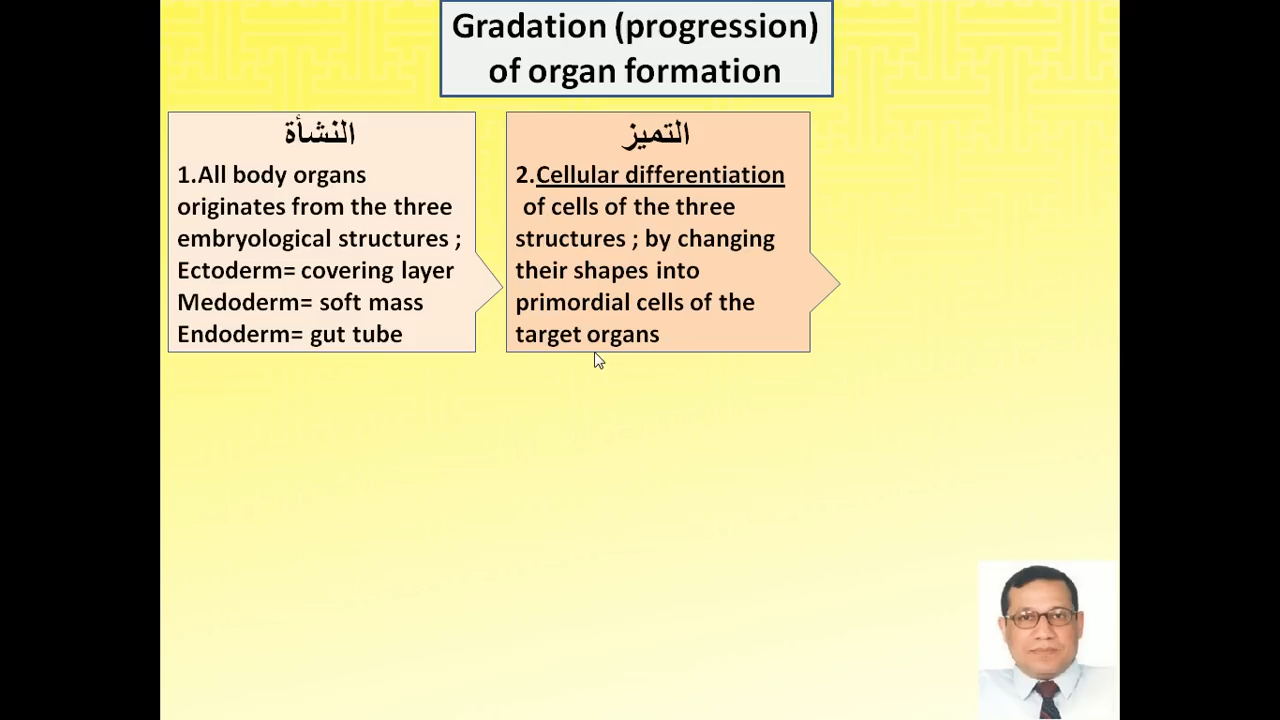 Gradation (progression)
of organ formation
النشأة
1.All body organs
originates from the three
embryological structures ;
Ectoderm= covering layer
Medoderm= soft mass
Endoderm= gut tube
التميز
2.Cellular differentiation
of cells of the three
structures ; by changing
their shapes into
primordial cells of the
target organs